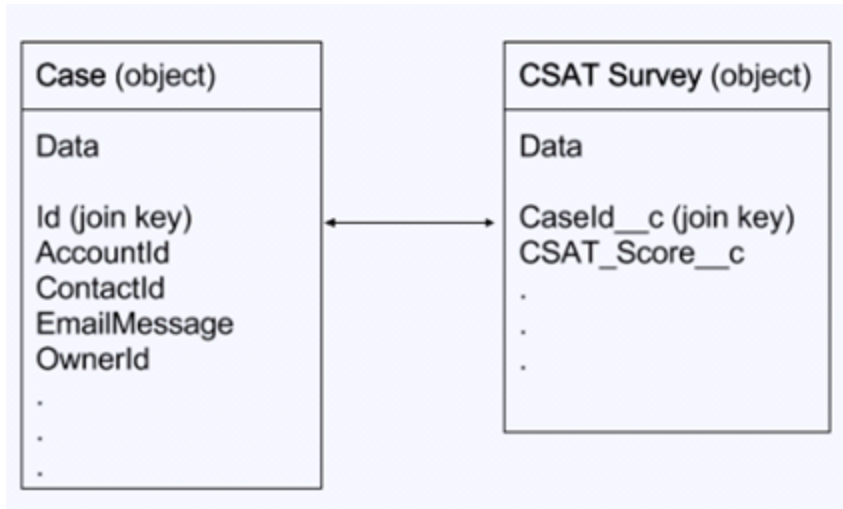 Case (object)
Data
Id (join key)
AccountId
ContactId
EmailMessage
OwnerId
.
.
.
CSAT Survey (object)
Data
CaseId__c (join key)
CSAT_Score__c
.
.
.